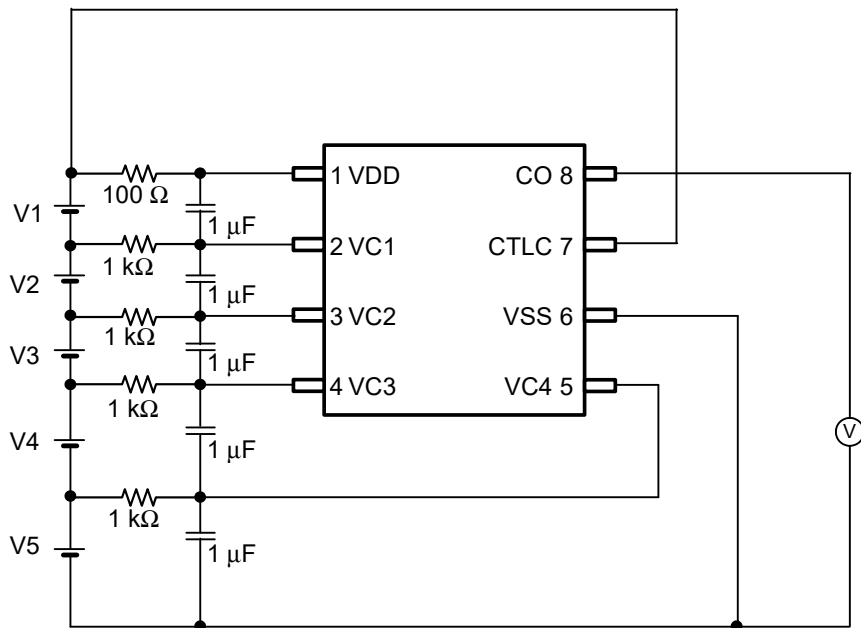 1 VDD
CO 8
100 Ω
V1
1 µF
2 VC1
CTLC 7
1 kΩ
V2
1 µF
3 VC2
VSS 6
1 kΩ
V3
1 µF
4 VC3
VC4 5
1 kΩ
V4
1 µF
V
1 kΩ
V5
1 µF